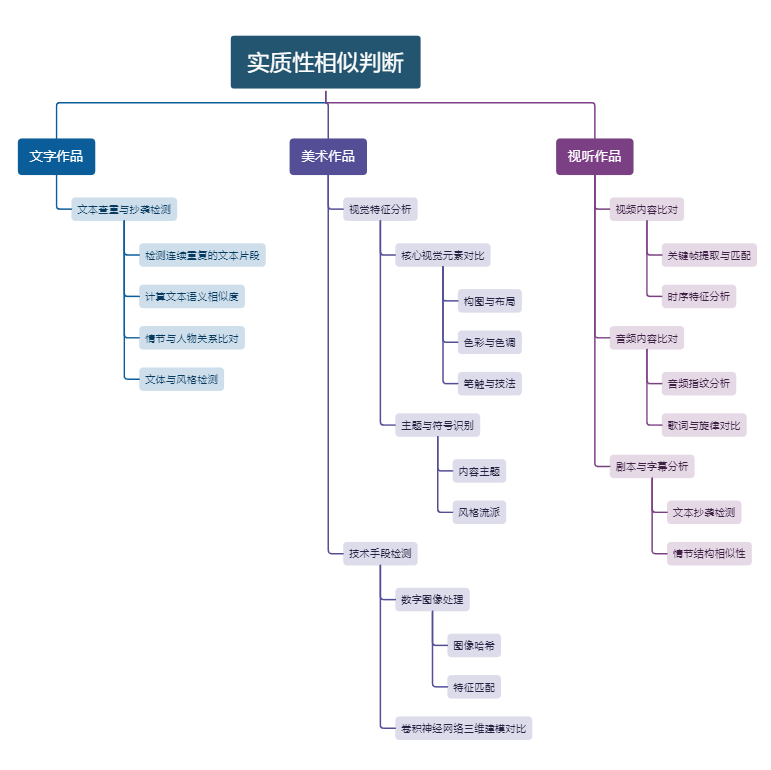 实质性相似判断
文字作品
文本查重与抄袭检测
检测连续重复的文本片段
计算文本语义相似度
情节与人物关系比对
文体与风格检测
美术作品
视觉特征分析
核心视觉元素对比
构图与布局
色彩与色调
笔触与技法
主题与符号识别
内容主题
风格流派
技术手段检测
数字图像处理
图像哈希
特征匹配
卷积神经网络三维建模对比
视听作品
视频内容比对
关键帧提取与匹配
时序特征分析
音频内容比对
音频指纹分析
歌词与旋律对比
剧本与字幕分析
文本抄袭检测
情节结构相似性